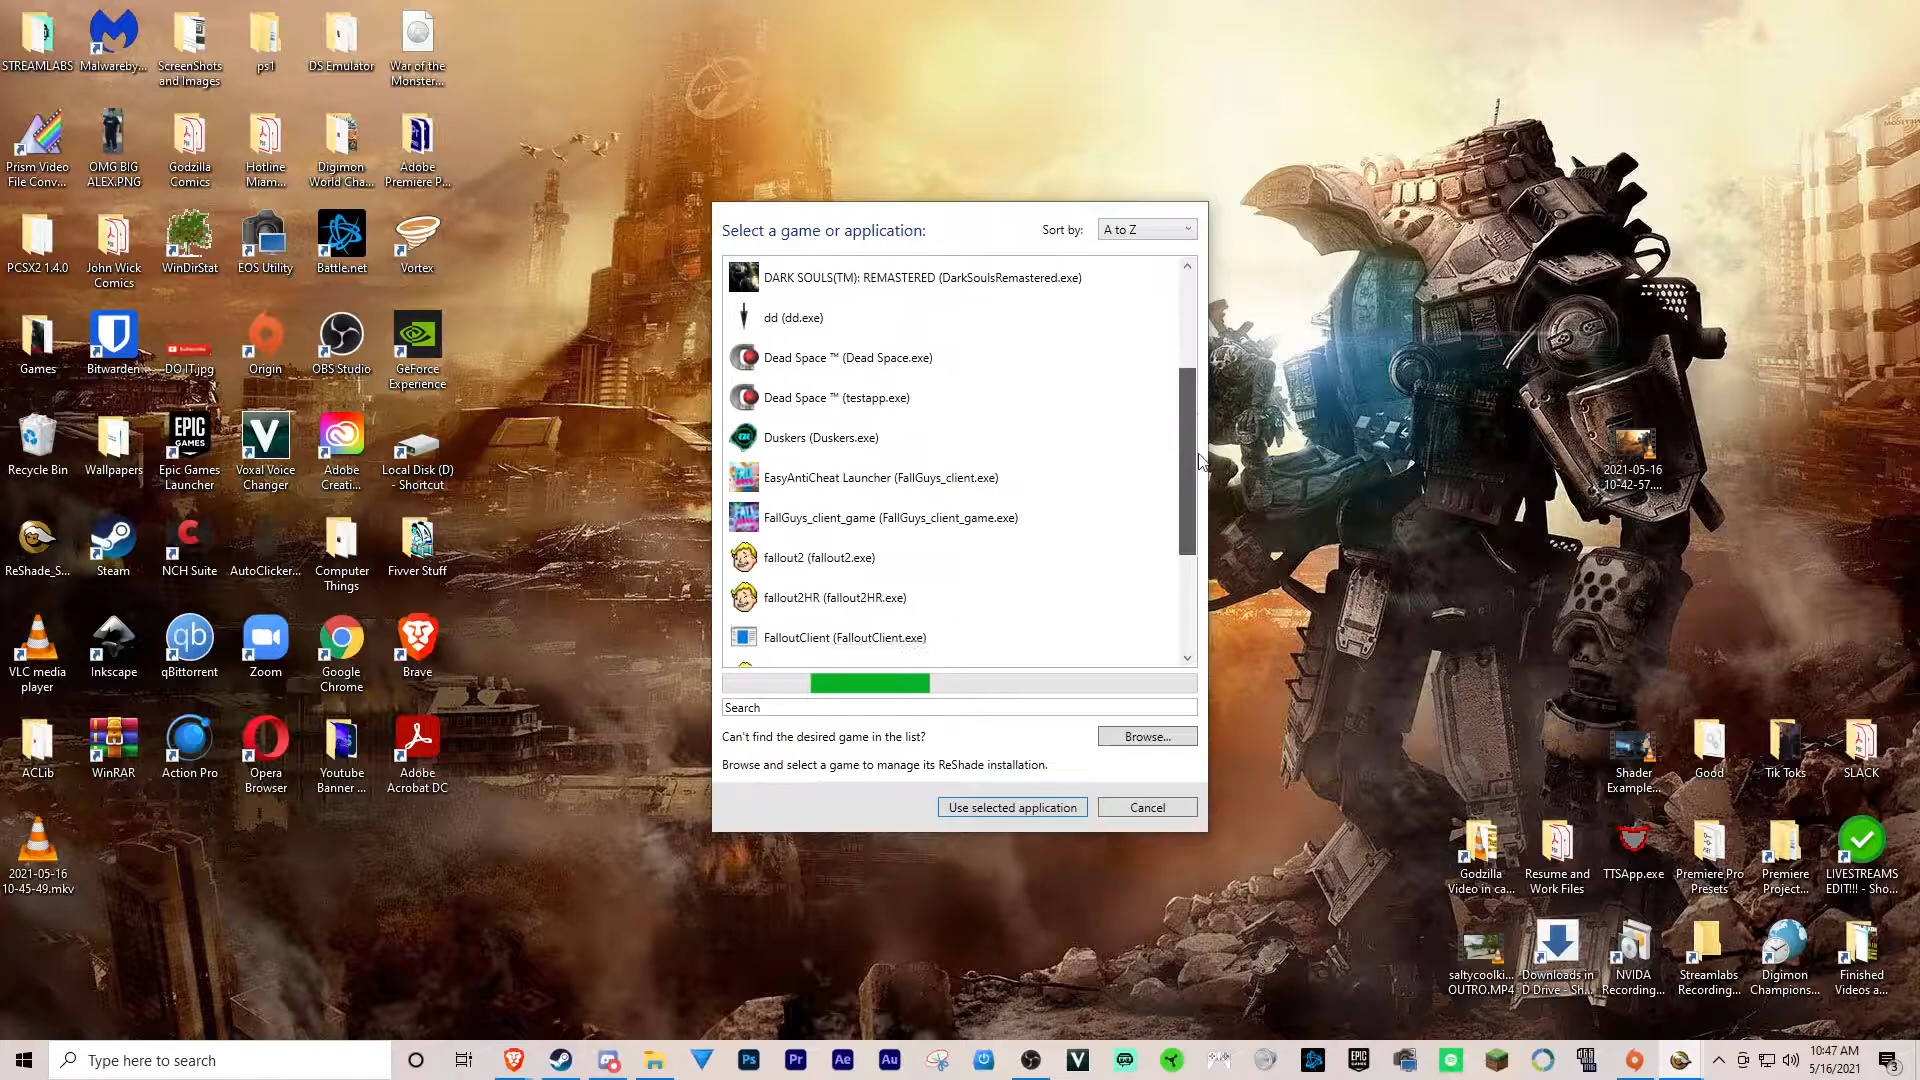 STREAMLABS
Malwareby...
ScreenShots
and Images
ps1
DS Emulator
War of the
Monster...
Prism Video
File Conv...
OMG BIG
ALEX.PNG
Godzilla
Comics
Hotline
Miam...
Digimon
World Cha...
Adobe
Premiere P...
PCSX2 1.4.0
John Wick
Comics
WinDirStat
EOS Utility
Battle.net
Vortex
Games
Bitwarden
DO IT.jpg
Origin
OBS Studio
GeForce
Experience
Recycle Bin
Wallpapers
EPIC
GAMES
Epic Games
Launcher
Voxal Voice
Changer
Adobe
Creati...
Local Disk (D)
- Shortcut
ReShade_S...
Steam
NCH Suite
AutoClicker...
Computer
Things
Fivver Stuff
VLC media
player
Inkscape
qBittorrent
Zoom
Google
Chrome
Brave
ACLib
WinRAR
Action Pro
Opera
Browser
Youtube
Banner ...
Adobe
Acrobat DC
2021-05-16
10-45-49.mkv
Select a game or application:
Sort by:
A to Z
DARK SOULS(TM): REMASTERED (DarkSoulsRemastered.exe)
dd (dd.exe)
Dead Space ™ (Dead Space.exe)
Dead Space ™ (testapp.exe)
Duskers (Duskers.exe)
EasyAntiCheat Launcher (FallGuys_client.exe)
FallGuys_client_game (FallGuys_client_game.exe)
fallout2 (fallout2.exe)
fallout2HR (fallout2HR.exe)
FalloutClient (FalloutClient.exe)
Search
Can't find the desired game in the list?
Browse...
Browse and select a game to manage its ReShade installation.
Use selected application
Cancel
2021-05-16
10-42-57....
Shader
Example...
Good
Tik Toks
SLACK
Godzilla
Video in ca...
Resume and
Work Files
TTSApp.exe
Premiere Pro
Presets
Premiere
Project...
LIVESTREAMS
EDIT!!! - Sho...
saltycoolki...
OUTRO.MP4
Downloads in
D Drive - Sh...
NVIDA
Recording...
Streamlabs
Recording...
Digimon
Champions...
Finished
Videos a...
Type here to search
Ps
Pr
Ae
Au
10:47 AM
5/16/2021
3